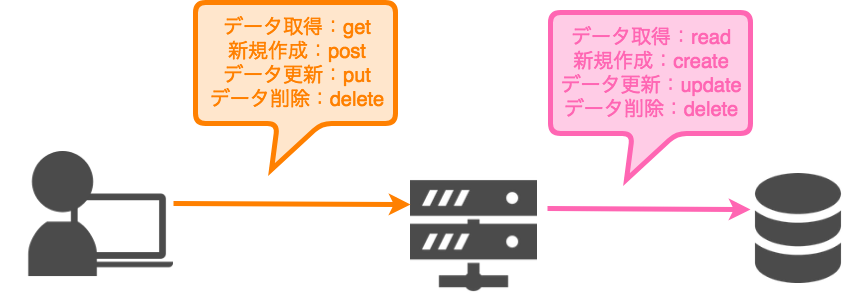 データ取得：get
新規作成：post
データ更新：put
データ削除：delete
データ取得：read
新規作成：create
データ更新：update
データ削除：delete